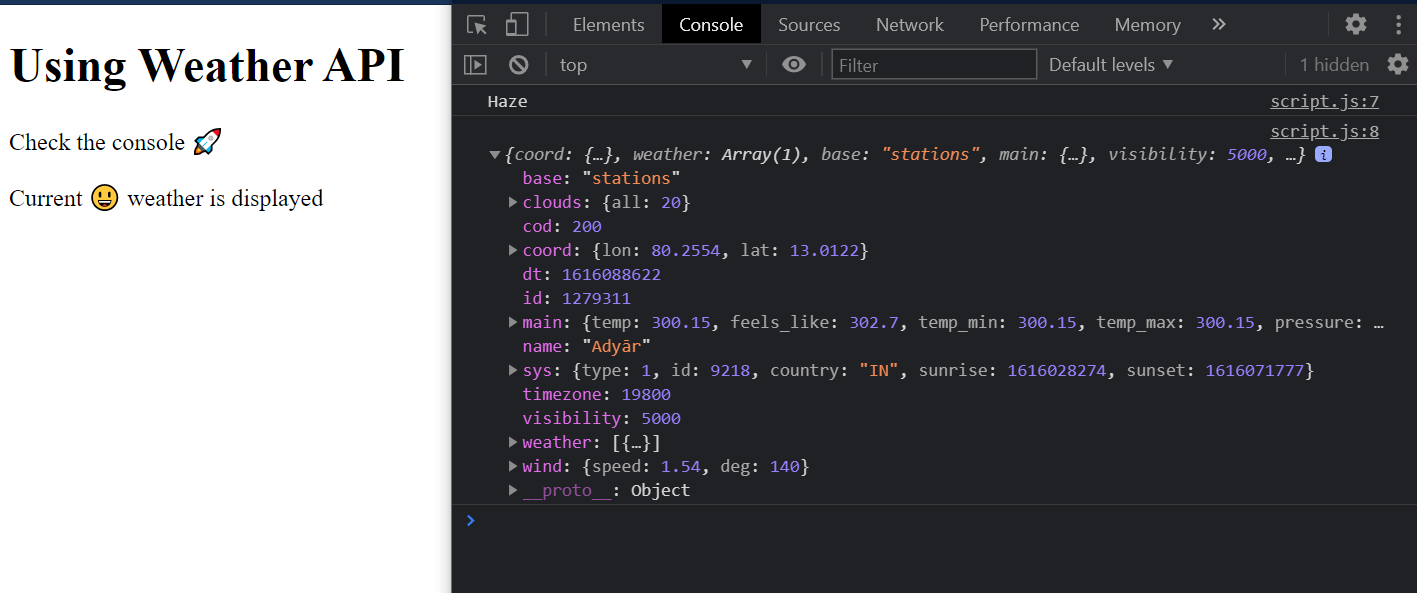 Using Weather API
Check the console 🚀
Current 😃 weather is displayed
Elements Console Sources Network Performance Memory »
top ▼ Filter Default levels ▼ 1 hidden
Haze script.js:7
script.js:8
▼{coord: {…}, weather: Array(1), base: "stations", main: {…}, visibility: 5000, …} i
base: "stations"
▶clouds: {all: 20}
cod: 200
▶coord: {lon: 80.2554, lat: 13.0122}
dt: 1616088622
id: 1279311
▶main: {temp: 300.15, feels_like: 302.7, temp_min: 300.15, temp_max: 300.15, pressure: …
name: "Adyār"
▶sys: {type: 1, id: 9218, country: "IN", sunrise: 1616028274, sunset: 1616071777}
timezone: 19800
visibility: 5000
▶weather: [{…}]
▶wind: {speed: 1.54, deg: 140}
▶__proto__: Object